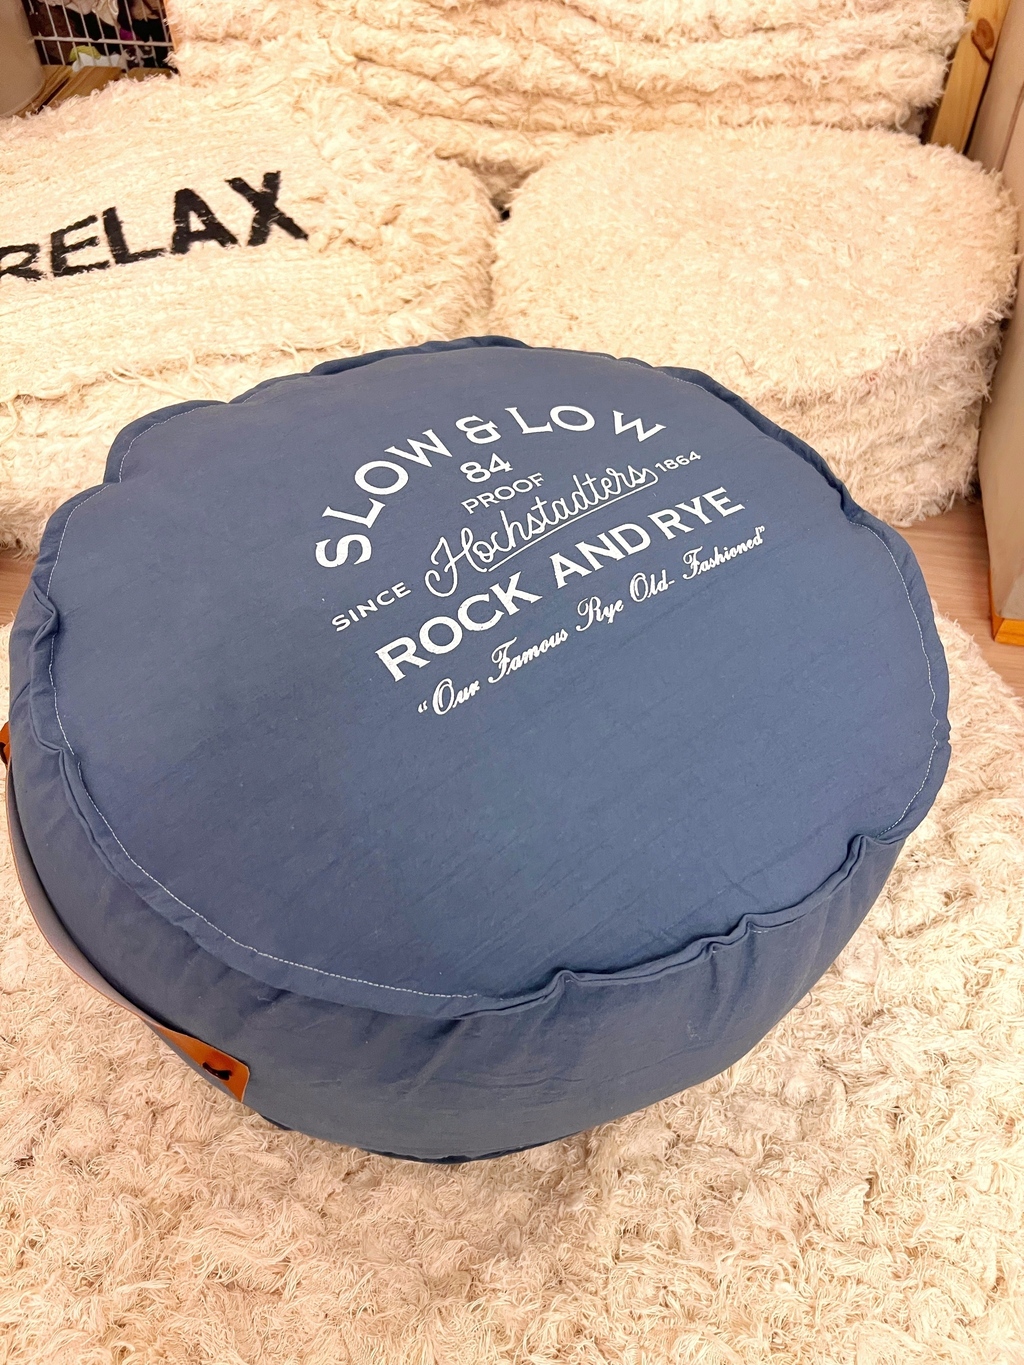 RELAX
SLOW & LOW
84
PROOF
SINCE Hochstadters 1864
ROCK AND RYE
“Our Famous Rye Old-Fashioned”